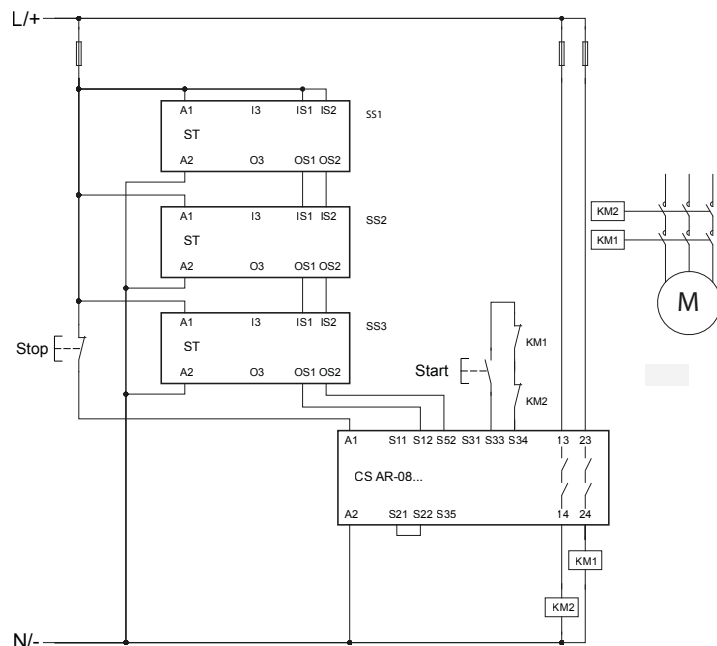 L/+
A1 I3 IS1 IS2 SS1
ST
A2 O3 OS1 OS2
A1 I3 IS1 IS2
SS2
ST
A2 O3 OS1 OS2
KM2
KM1
A1 I3 IS1 IS2
SS3
ST
A2 O3 OS1 OS2
M
Stop
KM1
Start
KM2
A1 S11 S12 S52 S31 S33 S34 13 23
CS AR-08...
A2 S21 S22 S35 14 24
KM1
KM2
N/-